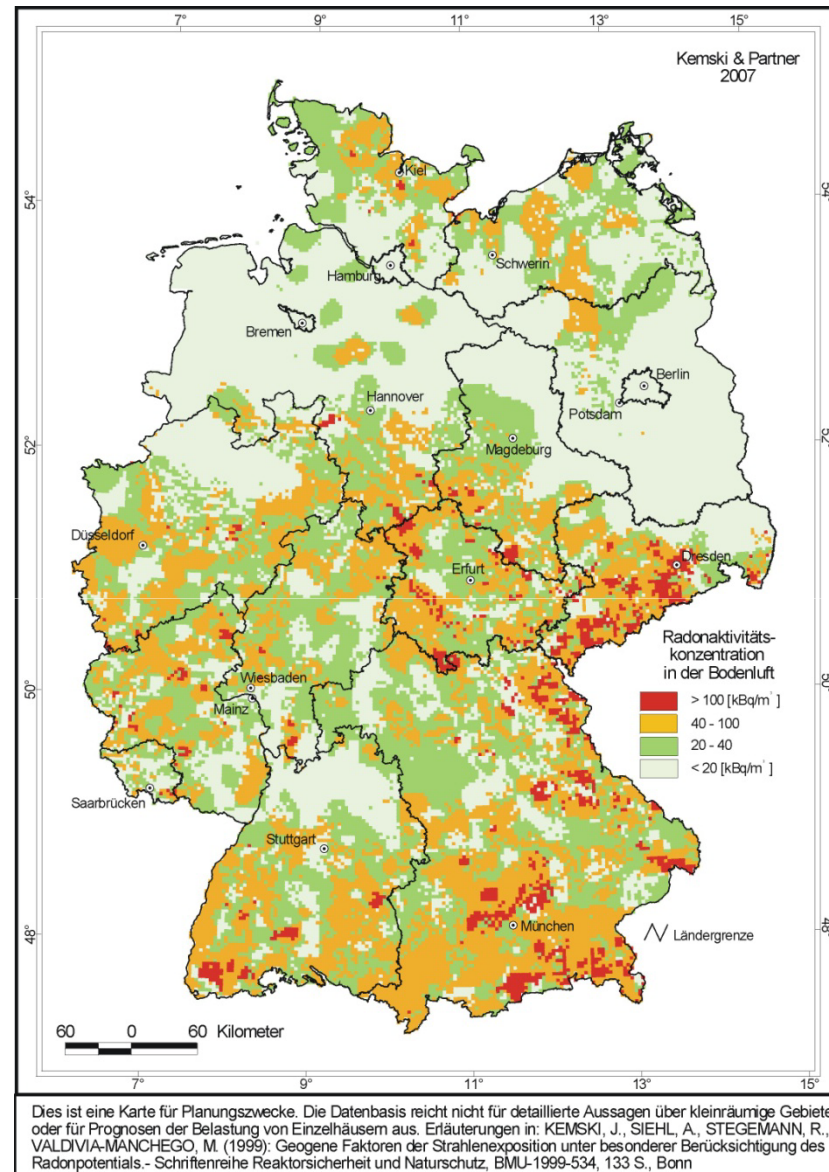 7° 9° 11° 13° 15°
Kemski & Partner
2007
54°
54°
Kiel
Schwerin
Hamburg
Bremen
Berlin
Hannover
Potsdam
52°
52°
Magdeburg
Düsseldorf
Dresden
Erfurt
Radonaktivitäts-
konzentration
in der Bodenluft
50°
50°
Wiesbaden
Mainz
> 100 [kBq/m³]
40 - 100
20 - 40
< 20 [kBq/m³]
Saarbrücken
Stuttgart
48°
48°
München
Ländergrenze
60 0 60 Kilometer
7° 9° 11° 13° 15°
Dies ist eine Karte für Planungszwecke. Die Datenbasis reicht nicht für detaillierte Aussagen über kleinräumige Gebiete
oder für Prognosen der Belastung von Einzelhäusern aus. Erläuterungen in: KEMSKI, J., SIEHL, A., STEGEMANN, R.,
VALDIVIA-MANCHEGO, M. (1999): Geogene Faktoren der Strahlenexposition unter besonderer Berücksichtigung des
Radonpotentials.- Schriftenreihe Reaktorsicherheit und Naturschutz, BMU-1999-534, 133 S., Bonn